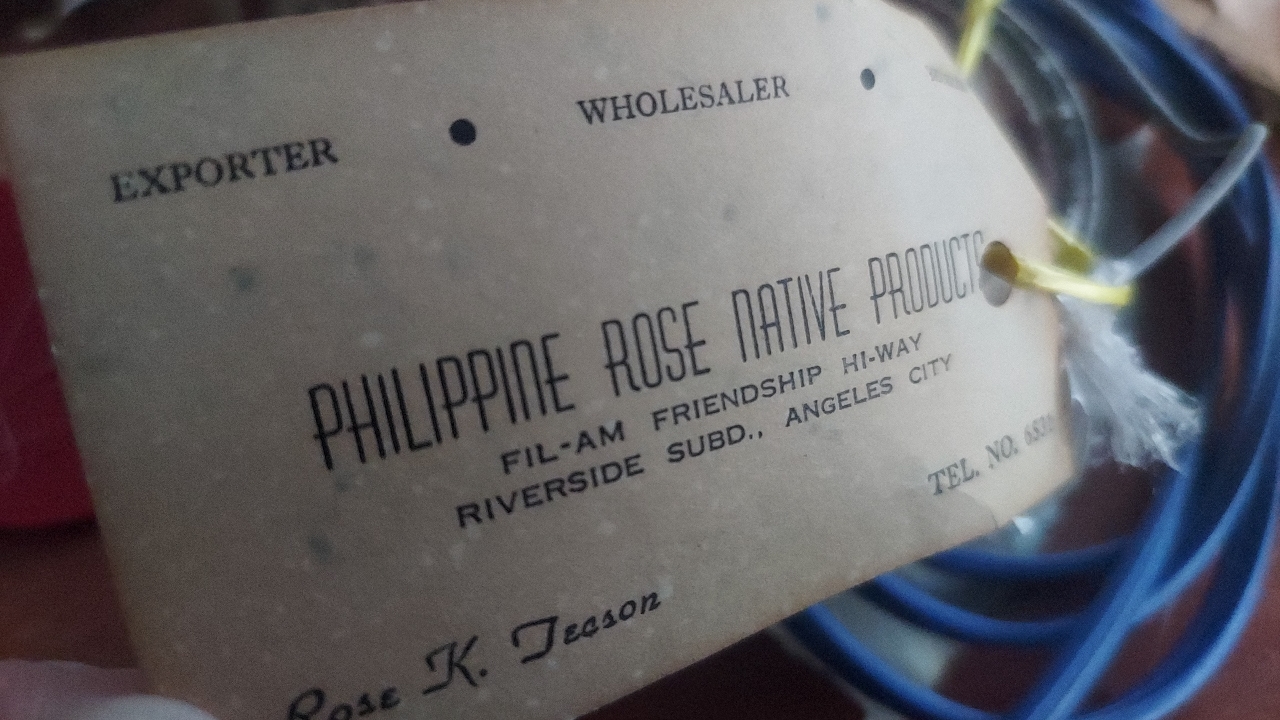 EXPORTER • WHOLESALER •
PHILIPPINE ROSE NATIVE PRODUCTS
FIL-AM FRIENDSHIP HI-WAY
RIVERSIDE SUBD., ANGELES CITY
TEL. NO.
Rose K. Tecson